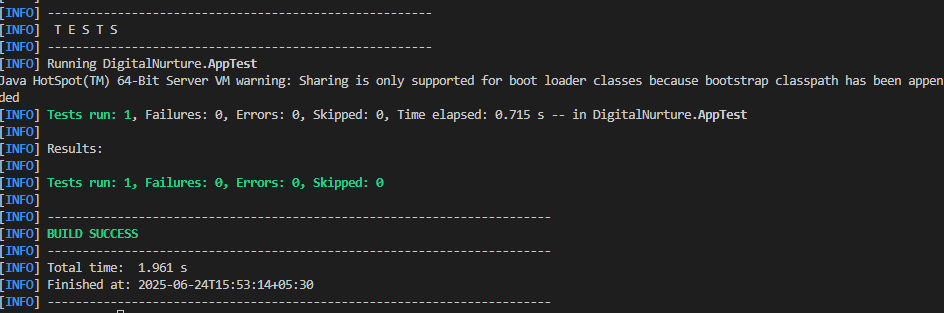 [INFO] -------------------------------------------------------
[INFO]  T E S T S
[INFO] -------------------------------------------------------
[INFO] Running DigitalNurture.AppTest
Java HotSpot(TM) 64-Bit Server VM warning: Sharing is only supported for boot loader classes because bootstrap classpath has been appen
ded
[INFO] Tests run: 1, Failures: 0, Errors: 0, Skipped: 0, Time elapsed: 0.715 s -- in DigitalNurture.AppTest
[INFO]
[INFO] Results:
[INFO]
[INFO] Tests run: 1, Failures: 0, Errors: 0, Skipped: 0
[INFO]
[INFO] ------------------------------------------------------------------------
[INFO] BUILD SUCCESS
[INFO] ------------------------------------------------------------------------
[INFO] Total time:  1.961 s
[INFO] Finished at: 2025-06-24T15:53:14+05:30
[INFO] ------------------------------------------------------------------------